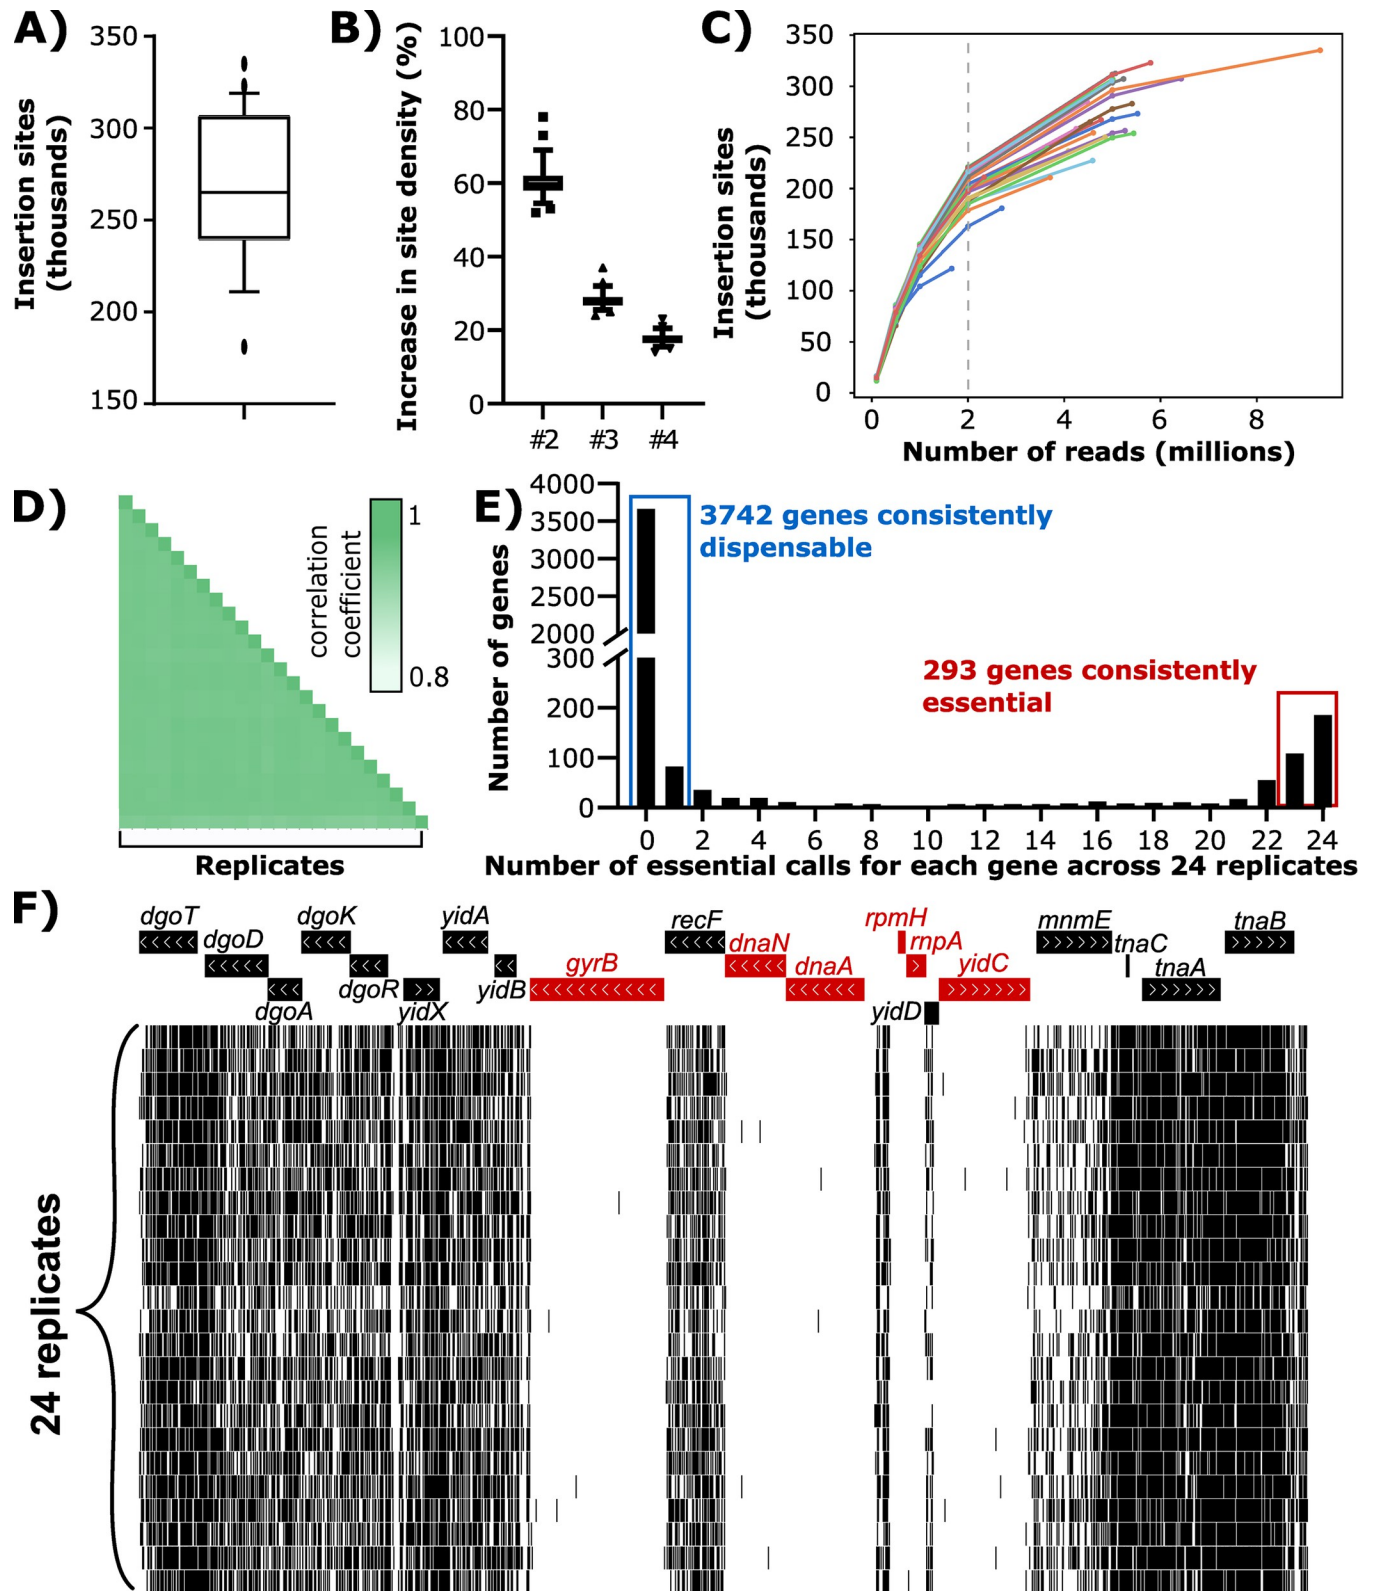 A)
350
300
250
200
150
Insertion sites
(thousands)
B)
100
80
60
40
20
0
Increase in site density (%)
#2
#3
#4
C)
350
300
250
200
150
100
50
0
Insertion sites
(thousands)
0
2
4
6
8
Number of reads (millions)
D)
correlation
coefficient
1
0.8
Replicates
E)
4000
3500
3000
2500
2000
300
200
100
0
Number of genes
3742 genes consistently
dispensable
293 genes consistently
essential
0 2 4 6 8 10 12 14 16 18 20 22 24
Number of essential calls for each gene across 24 replicates
F)
dgoT
dgoK
yidA
recF
rpmH
mnmE
tnaB
dgoD
dnaN
rnpA
tnaC
gyrB
dnaA
yidC
tnaA
dgoR
yidB
dgoA
yidX
yidD
24 replicates